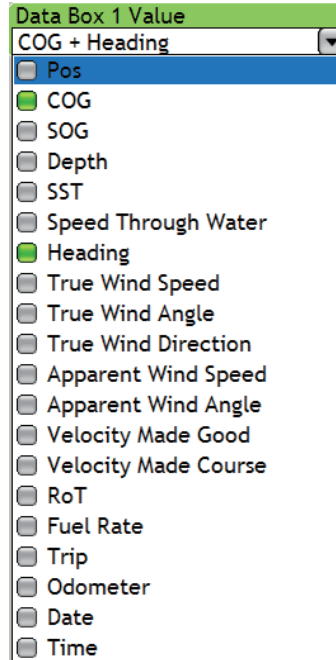 Data Box 1 Value
COG + Heading
Pos
COG
SOG
Depth
SST
Speed Through Water
Heading
True Wind Speed
True Wind Angle
True Wind Direction
Apparent Wind Speed
Apparent Wind Angle
Velocity Made Good
Velocity Made Course
RoT
Fuel Rate
Trip
Odometer
Date
Time